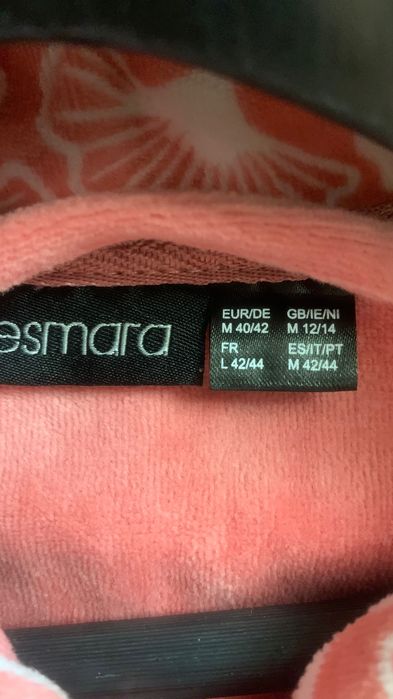 esmara
EUR/DE GB/IE/NI
M 40/42 M 12/14
FR ES/IT/PT
L 42/44 M 42/44